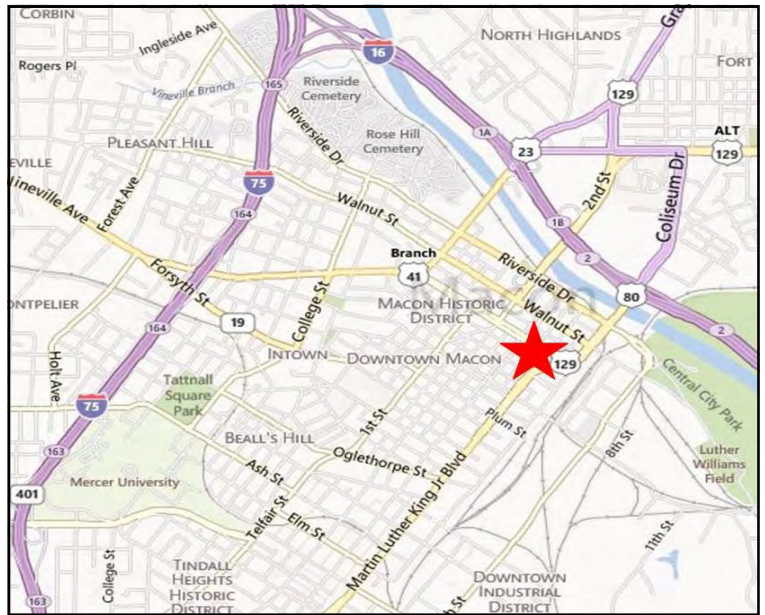 CORBIN
Ingleside Ave
16
NORTH HIGHLANDS
Gra
Rogers Pl
FORT
Vineville Branch
165
Riverside
Cemetery
129
1A
Riverside Dr
Rose Hill
Cemetery
ALT
129
23
PLEASANT HILL
EVILLE
75
2nd St
Coliseum Dr
Forest Ave
Walnut St
ineville Ave
164
1B
Branch
41
Riverside Dr
2
Forsyth St
Macon
80
MACON HISTORIC
DISTRICT
Walnut St
ONTPELIER
College St
19
164
2
INTOWN
DOWNTOWN MACON
129
Holt Ave
Tattnall
Square
Park
Central City Park
75
1st St
Plum St
BEALL'S HILL
8th St
163
Oglethorpe St
Luther
Williams
Field
Mercer University
Ash St
401
Martin Luther King Jr Blvd
Telfair St
Elm St
11th St
College St
TINDALL
HEIGHTS
HISTORIC
DISTRICT
DOWNTOWN
INDUSTRIAL
DISTRICT
h St
163